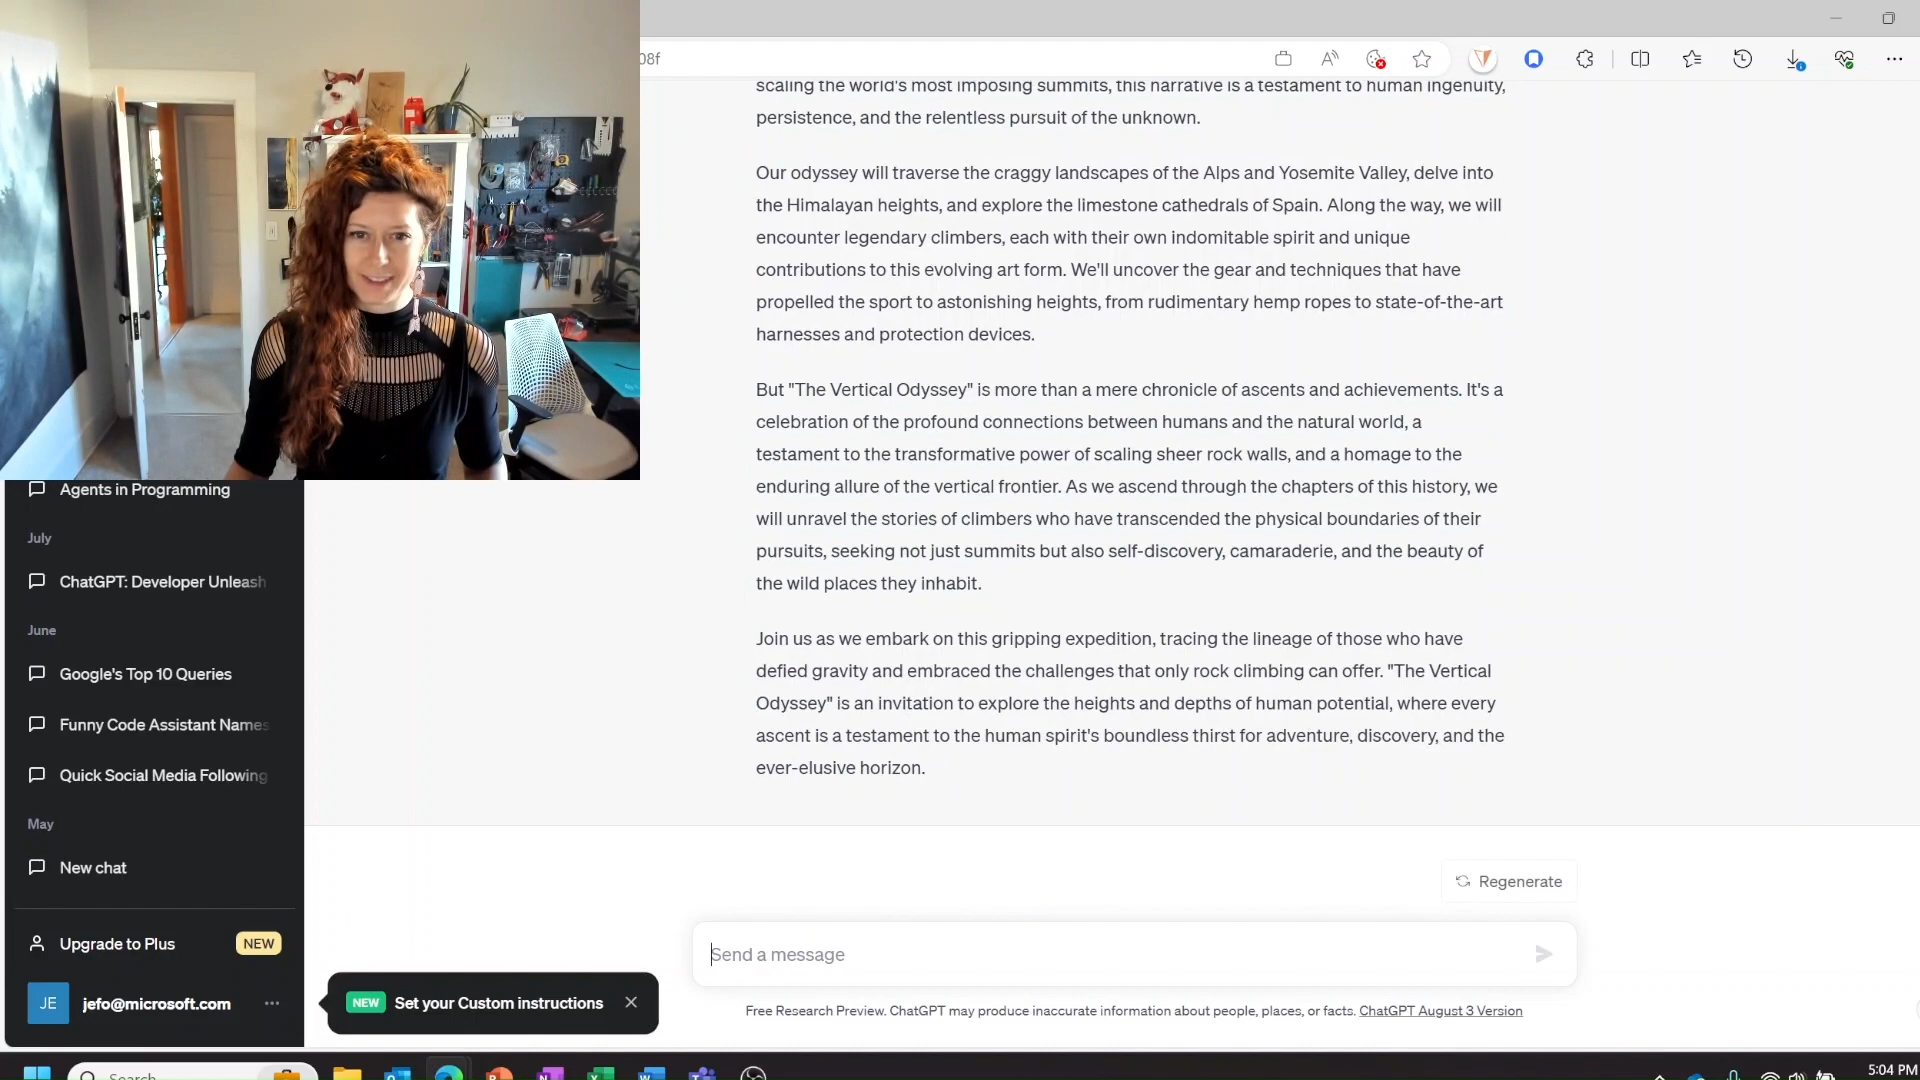 08f
scaling the world's most imposing summits, this narrative is a testament to human ingenuity,
persistence, and the relentless pursuit of the unknown.
Our odyssey will traverse the craggy landscapes of the Alps and Yosemite Valley, delve into
the Himalayan heights, and explore the limestone cathedrals of Spain. Along the way, we will
encounter legendary climbers, each with their own indomitable spirit and unique
contributions to this evolving art form. We'll uncover the gear and techniques that have
propelled the sport to astonishing heights, from rudimentary hemp ropes to state-of-the-art
harnesses and protection devices.
But "The Vertical Odyssey" is more than a mere chronicle of ascents and achievements. It's a
celebration of the profound connections between humans and the natural world, a
testament to the transformative power of scaling sheer rock walls, and a homage to the
enduring allure of the vertical frontier. As we ascend through the chapters of this history, we
will unravel the stories of climbers who have transcended the physical boundaries of their
pursuits, seeking not just summits but also self-discovery, camaraderie, and the beauty of
the wild places they inhabit.
Join us as we embark on this gripping expedition, tracing the lineage of those who have
defied gravity and embraced the challenges that only rock climbing can offer. "The Vertical
Odyssey" is an invitation to explore the heights and depths of human potential, where every
ascent is a testament to the human spirit's boundless thirst for adventure, discovery, and the
ever-elusive horizon.
Agents in Programming
July
ChatGPT: Developer Unleash
June
Google's Top 10 Queries
Funny Code Assistant Names
Quick Social Media Following
May
New chat
Upgrade to Plus NEW
JE jefo@microsoft.com
NEW Set your Custom instructions
Regenerate
Send a message
Free Research Preview. ChatGPT may produce inaccurate information about people, places, or facts. ChatGPT August 3 Version
Search
5:04 PM